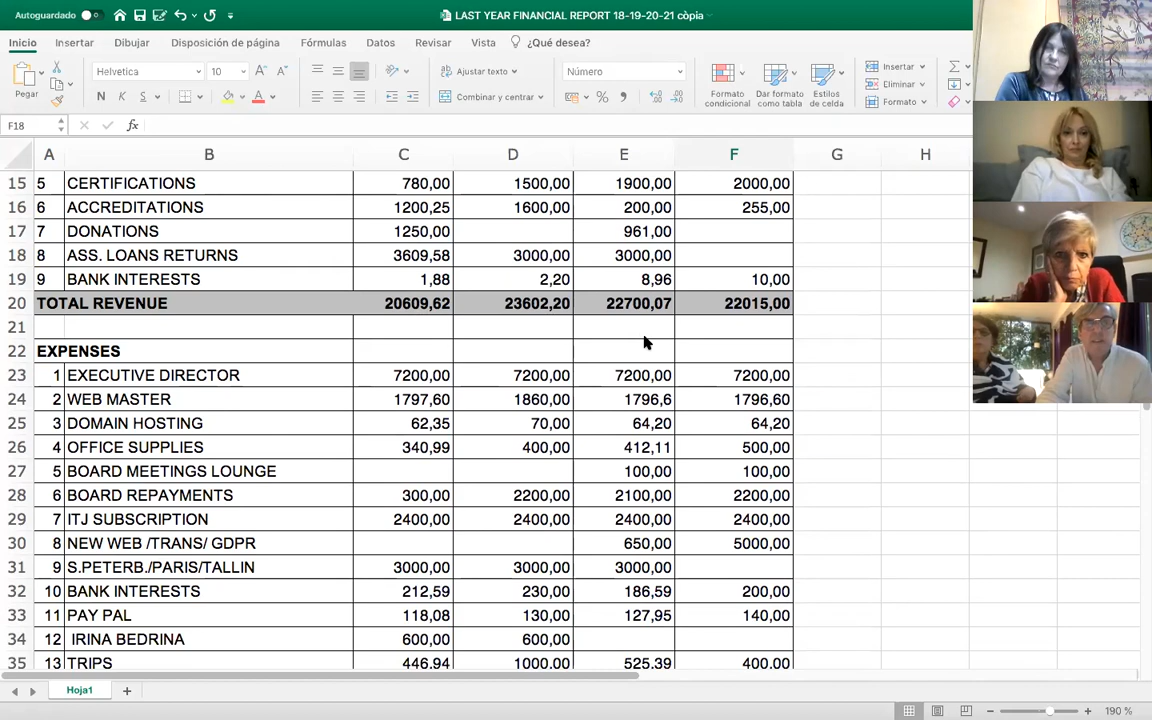 Autoguardado
LAST YEAR FINANCIAL REPORT 18-19-20-21 còpia
Inicio Insertar Dibujar Disposición de página Fórmulas Datos Revisar Vista ¿Qué desea?
Pegar
Helvetica 10
N K S
Ajustar texto
Combinar y centrar
Número
Formato condicional
Dar formato como tabla
Estilos de celda
Insertar
Eliminar
Formato
F18
A B C D E F G H
15 5 CERTIFICATIONS 780,00 1500,00 1900,00 2000,00
16 6 ACCREDITATIONS 1200,25 1600,00 200,00 255,00
17 7 DONATIONS 1250,00 961,00
18 8 ASS. LOANS RETURNS 3609,58 3000,00 3000,00
19 9 BANK INTERESTS 1,88 2,20 8,96 10,00
20 TOTAL REVENUE 20609,62 23602,20 22700,07 22015,00
21
22 EXPENSES
23 1 EXECUTIVE DIRECTOR 7200,00 7200,00 7200,00 7200,00
24 2 WEB MASTER 1797,60 1860,00 1796,6 1796,60
25 3 DOMAIN HOSTING 62,35 70,00 64,20 64,20
26 4 OFFICE SUPPLIES 340,99 400,00 412,11 500,00
27 5 BOARD MEETINGS LOUNGE 100,00 100,00
28 6 BOARD REPAYMENTS 300,00 2200,00 2100,00 2200,00
29 7 ITJ SUBSCRIPTION 2400,00 2400,00 2400,00 2400,00
30 8 NEW WEB /TRANS/ GDPR 650,00 5000,00
31 9 S.PETERB./PARIS/TALLIN 3000,00 3000,00 3000,00
32 10 BANK INTERESTS 212,59 230,00 186,59 200,00
33 11 PAY PAL 118,08 130,00 127,95 140,00
34 12 IRINA BEDRINA 600,00 600,00
35 13 TRIPS 446,94 1000,00 525,39 400,00
Hoja1
190 %